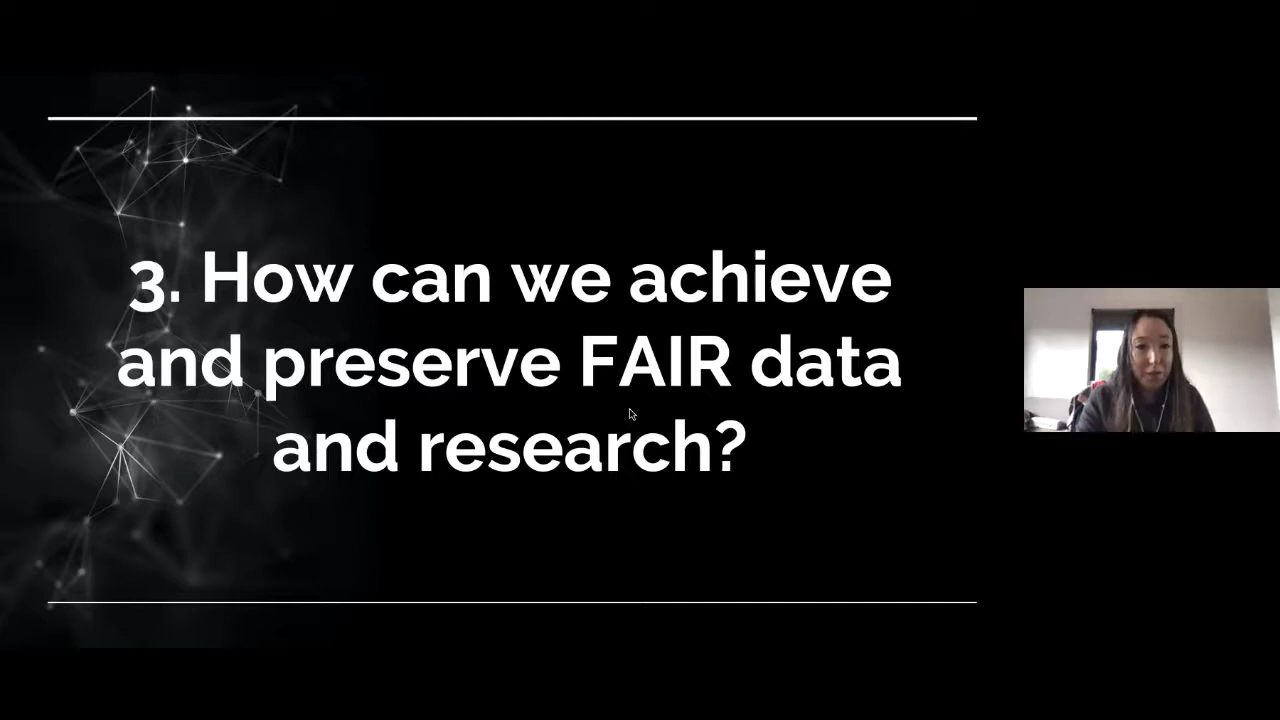 3. How can we achieve
and preserve FAIR data
and research?